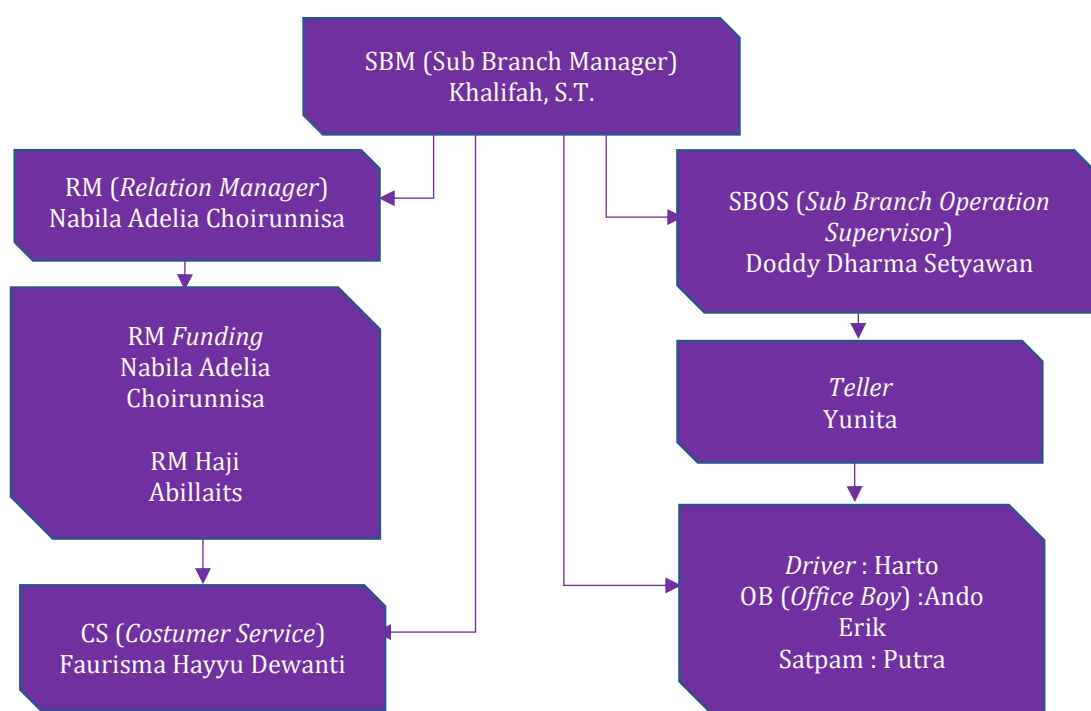 SBM (Sub Branch Manager)
Khalifah, S.T.
RM (Relation Manager)
Nabila Adelia Choirunnisa
RM Funding
Nabila Adelia
Choirunnisa
RM Haji
Abillaits
CS (Costumer Service)
Faurisma Hayyu Dewanti
SBOS (Sub Branch Operation
Supervisor)
Doddy Dharma Setyawan
Teller
Yunita
Driver : Harto
OB (Office Boy) :Ando
Erik
Satpam : Putra